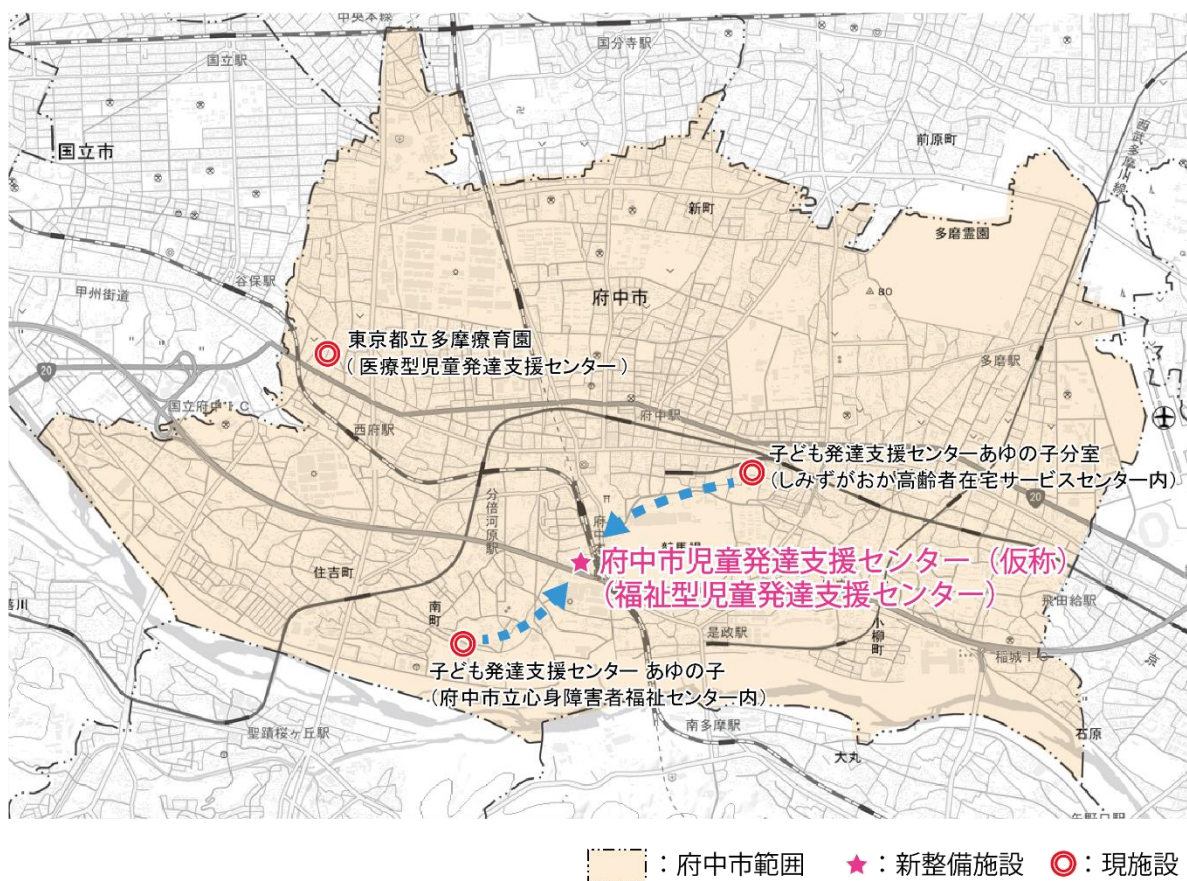 中央本線
国分寺駅
国立駅
西武多摩川線
前原町
国立市
新町
多磨霊園
谷保駅
甲州街道
府中市
80
東京都立多摩療育園
（医療型児童発達支援センター）
多磨駅
20
国立府中I.C
府中駅
西府駅
子ども発達支援センターあゆの子分室
（しみずがおか高齢者在宅サービスセンター内）
20
分倍河原駅
府中市児童発達支援センター（仮称）
（福祉型児童発達支援センター）
住吉町
南町
飛田給駅
小柳町
是政駅
稲城I.C
子ども発達支援センター あゆの子
（府中市立心身障害者福祉センター内）
南多摩駅
聖蹟桜ヶ丘駅
大丸
石原
京
：府中市範囲 ★：新整備施設 ◎：現施設